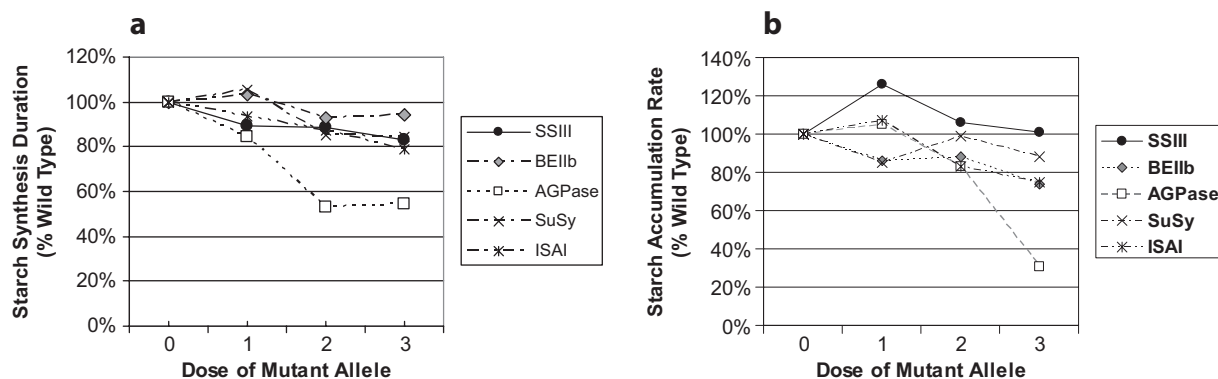 a
Starch Synthesis Duration
(% Wild Type)
120%
100%
80%
60%
40%
20%
0%
0 1 2 3
Dose of Mutant Allele
SSIII
BEIIb
AGPase
SuSy
ISAI
b
Starch Accumulation Rate
(% Wild Type)
140%
120%
100%
80%
60%
40%
20%
0%
0 1 2 3
Dose of Mutant Allele
SSIII
BEIIb
AGPase
SuSy
ISAI